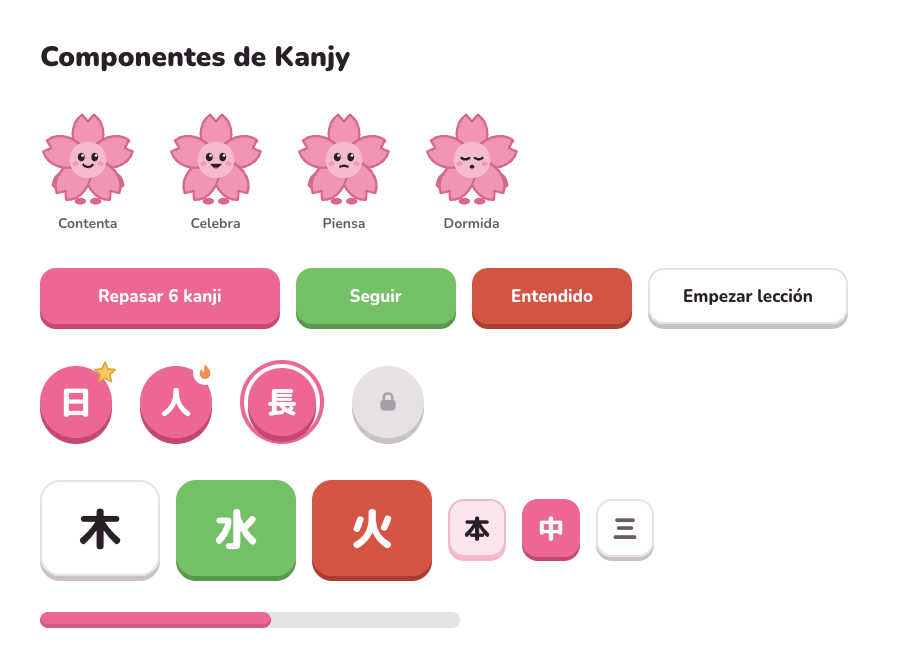 Componentes de Kanjy
Contenta Celebra Piensa Dormida
Repasar 6 kanji Seguir Entendido Empezar lección
日 人 長
木 水 火 本 中 三